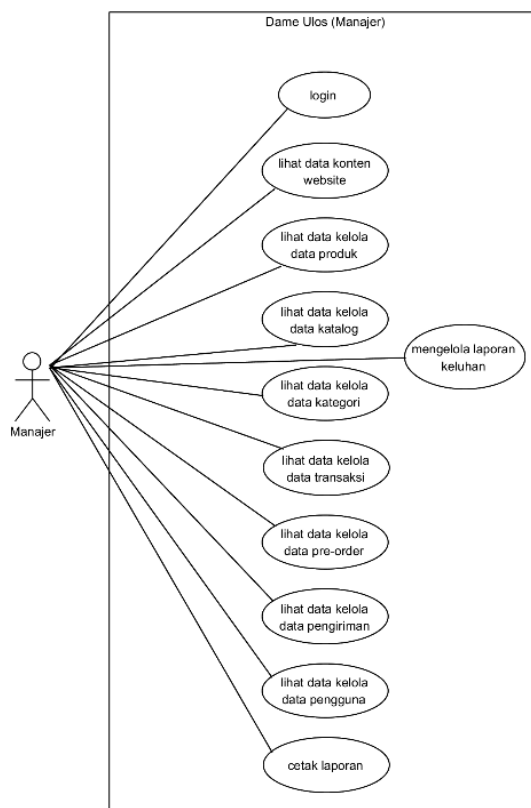 Dame Ulos (Manajer)
login
lihat data konten
website
lihat data kelola
data produk
lihat data kelola
data katalog
mengelola laporan
keluhan
lihat data kelola
data kategori
Manajer
lihat data kelola
data transaksi
lihat data kelola
data pre-order
lihat data kelola
data pengiriman
lihat data kelola
data pengguna
cetak laporan